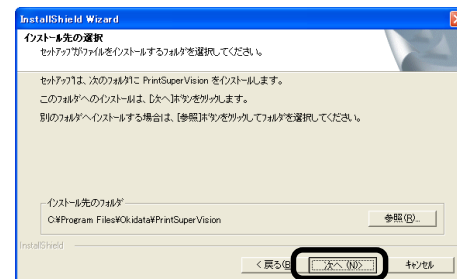 InstallShield Wizard
インストール先の選択
セットアップがファイルをインストールするフォルダを選択してください。
セットアップは、次のフォルダに PrintSuperVision をインストールします。
このフォルダへのインストールは、[次へ]ボタンをクリックします。
別のフォルダへインストールする場合は、[参照]ボタンをクリックしてフォルダを選択してください。
インストール先のフォルダ
C:¥Program Files¥Okidata¥PrintSuperVision
参照(R)...
InstallShield
< 戻る(B)
次へ (N)>
キャンセル